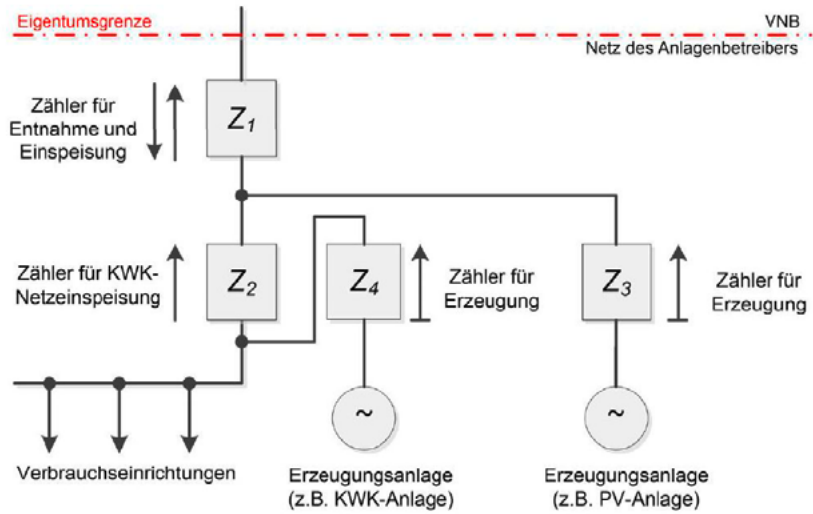 Eigentumsgrenze
VNB
Netz des Anlagenbetreibers
Zähler für
Entnahme und
Einspeisung
Z1
Zähler für KWK-
Netzeinspeisung
Z2
Z4
Zähler für
Erzeugung
Z3
Zähler für
Erzeugung
~
~
Verbrauchseinrichtungen
Erzeugungsanlage
(z.B. KWK-Anlage)
Erzeugungsanlage
(z.B. PV-Anlage)